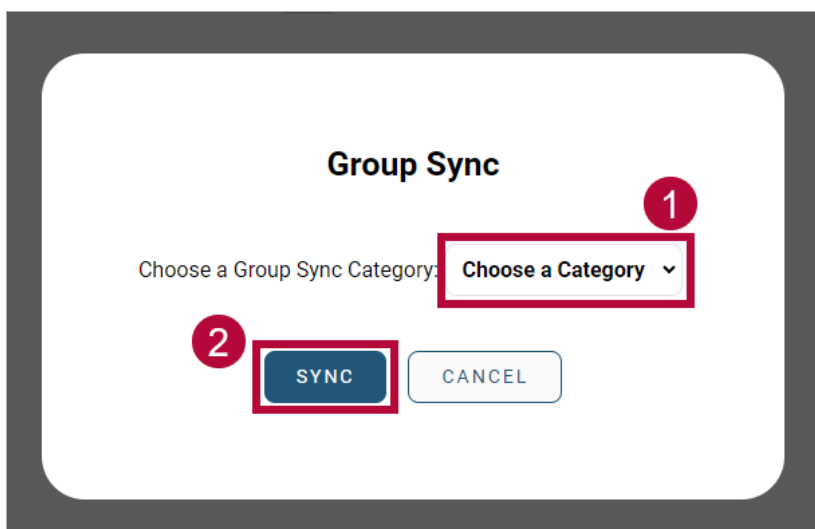 Group Sync
1
Choose a Group Sync Category: Choose a Category
2
SYNC CANCEL